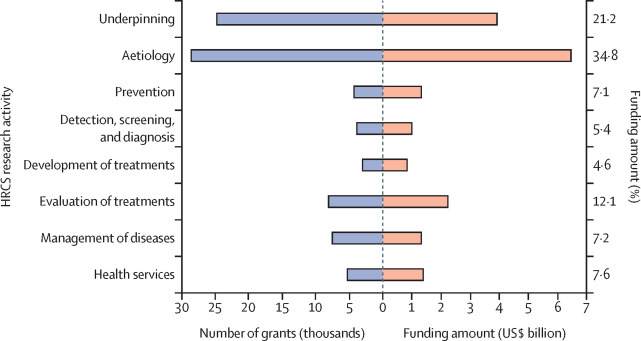 HRCS research activity
Underpinning
Aetiology
Prevention
Detection, screening,
and diagnosis
Development of treatments
Evaluation of treatments
Management of diseases
Health services
21·2
34·8
7·1
5·4
4·6
12·1
7·2
7·6
Funding amount (%)
30 25 20 15 10 5 0 1 2 3 4 5 6 7
Number of grants (thousands) Funding amount (US$ billion)